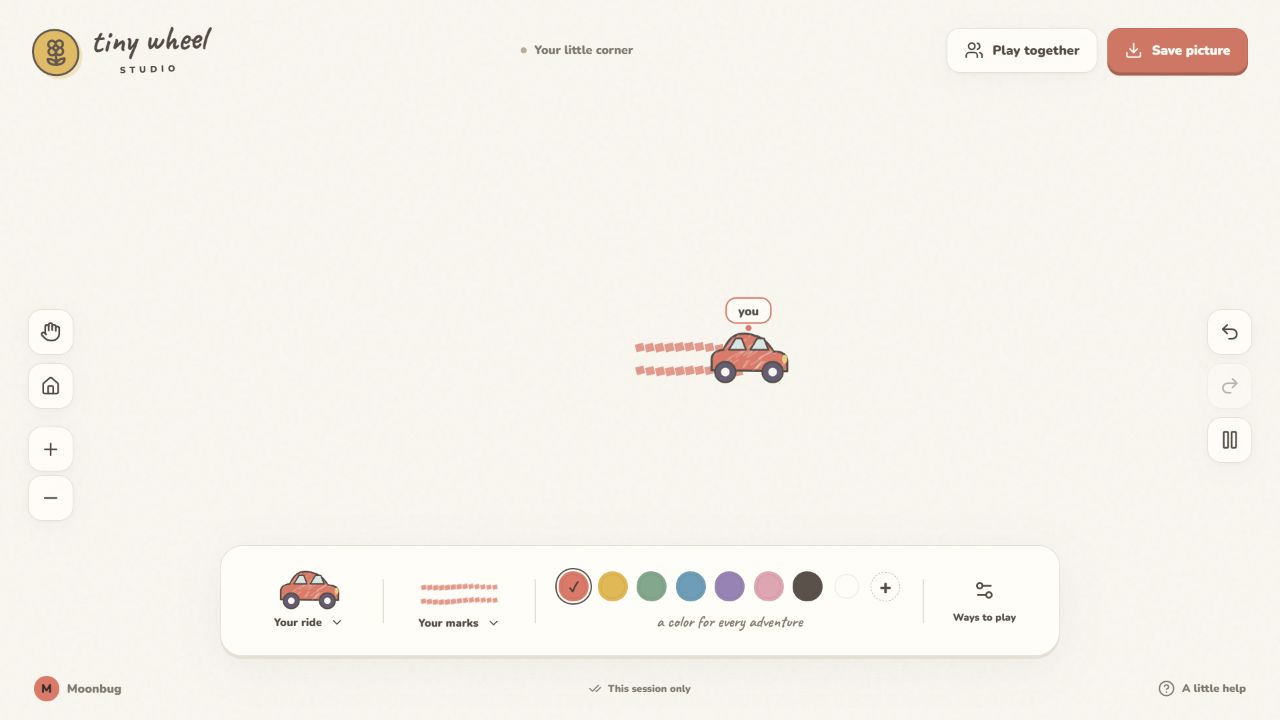 tiny wheel
STUDIO
Your little corner
Play together
Save picture
you
Your ride
Your marks
a color for every adventure
Ways to play
M
Moonbug
This session only
A little help